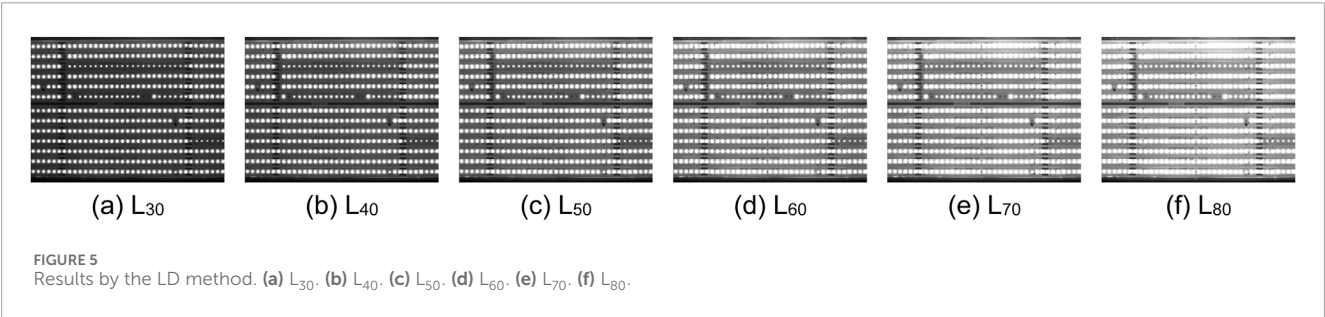 (a) L30 (b) L40 (c) L50 (d) L60 (e) L70 (f) L80
FIGURE 5
Results by the LD method. (a) L30. (b) L40. (c) L50. (d) L60. (e) L70. (f) L80.